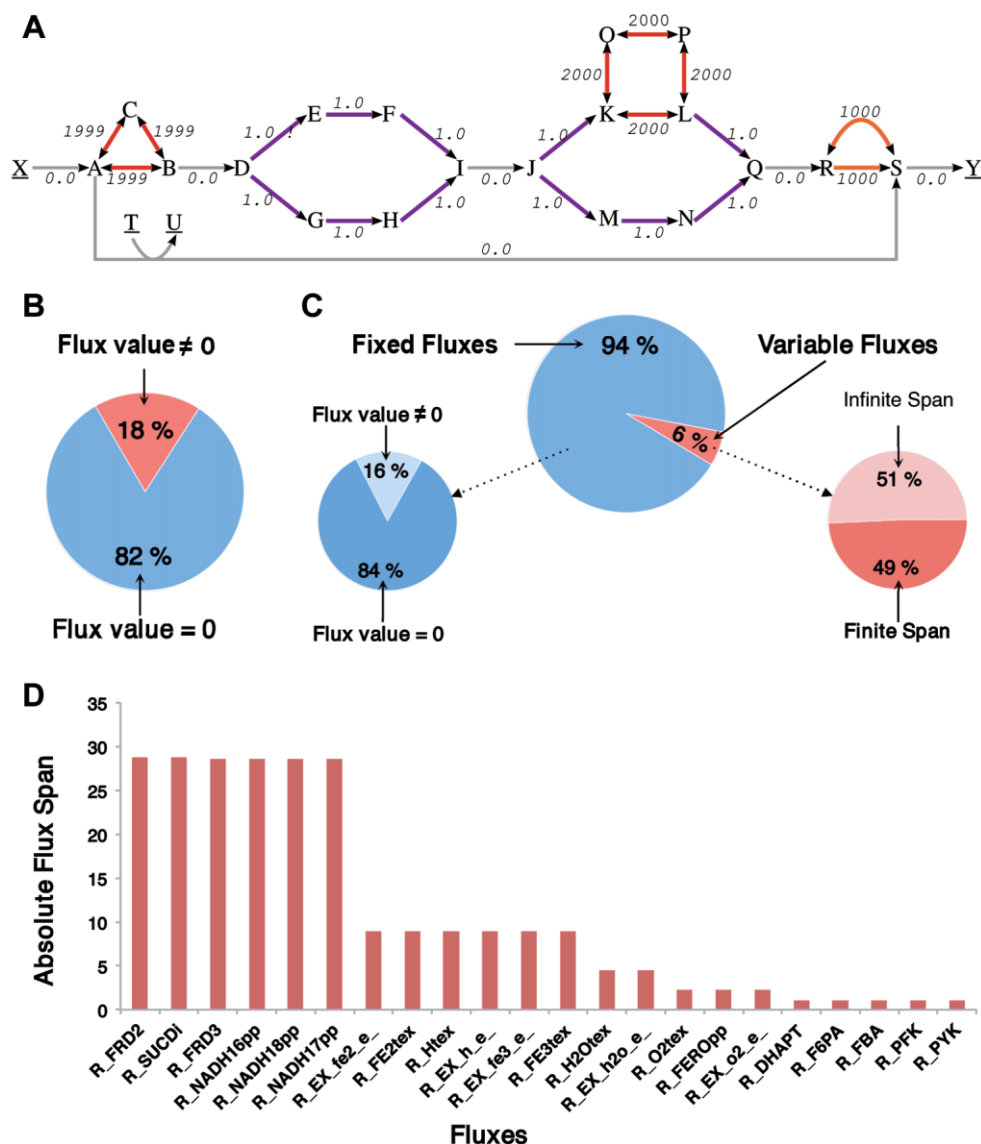 A
O 2000 P
2000 2000
C E 1.0 F K 2000 L
1999 1999 1.0 ! 1.0 1.0 1.0 1000
X 0.0 A 1999 B 0.0 D I 0.0 J Q 0.0 R 1000 S 0.0 Y
1.0 1.0 1.0 1.0
G 1.0 H M 1.0 N
T U
0.0
B
Flux value ≠ 0
18 %
82 %
Flux value = 0
C
Fixed Fluxes
94 %
Variable Fluxes
6 %
Flux value ≠ 0
16 %
84 %
Flux value = 0
Infinite Span
51 %
49 %
Finite Span
D
Absolute Flux Span
35
30
25
20
15
10
5
0
R_FRD2
R_SUCDi
R_FRD3
R_NADH16pp
R_NADH18pp
R_NADH17pp
R_EX_fe2_e_
R_FE2tex
R_Htex
R_EX_h_e_
R_EX_fe3_e_
R_FE3tex
R_H2Otex
R_EX_h2o_e_
R_O2tex
R_FEROpp
R_EX_o2_e_
R_DHAPT
R_F6PA
R_FBA
R_PFK
R_PYK
Fluxes